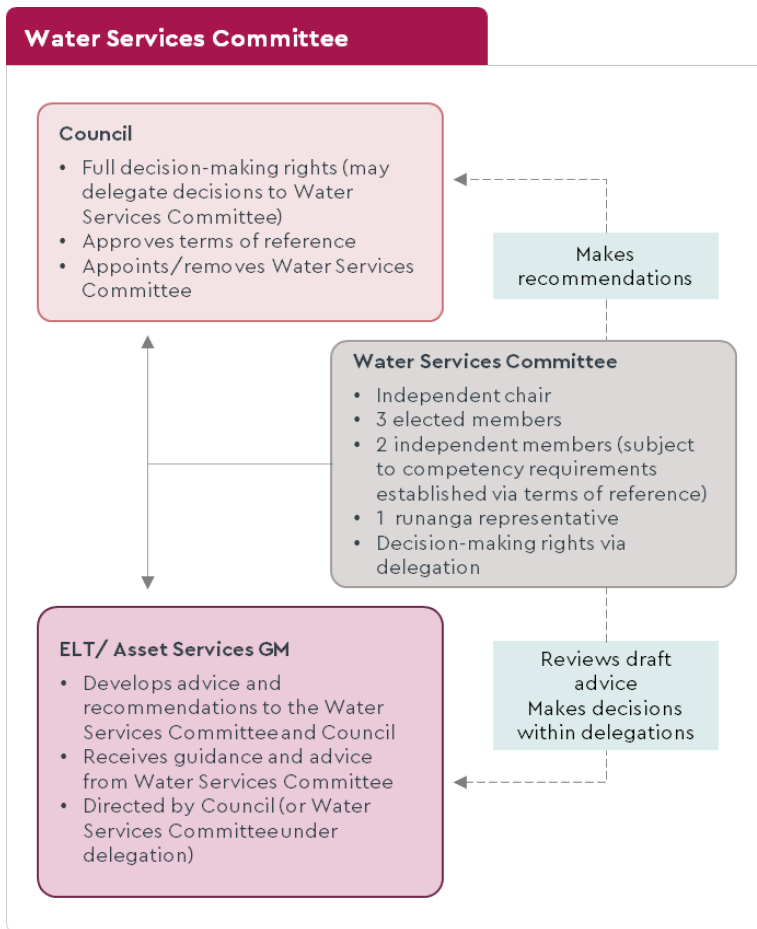 Water Services Committee
Council
• Full decision-making rights (may
delegate decisions to Water
Services Committee)
• Approves terms of reference
• Appoints/removes Water Services
Committee
Makes
recommendations
Water Services Committee
• Independent chair
• 3 elected members
• 2 independent members (subject
to competency requirements
established via terms of reference)
• 1 runanga representative
• Decision-making rights via
delegation
ELT/ Asset Services GM
• Develops advice and
recommendations to the Water
Services Committee and Council
• Receives guidance and advice
from Water Services Committee
• Directed by Council (or Water
Services Committee under
delegation)
Reviews draft
advice
Makes decisions
within delegations